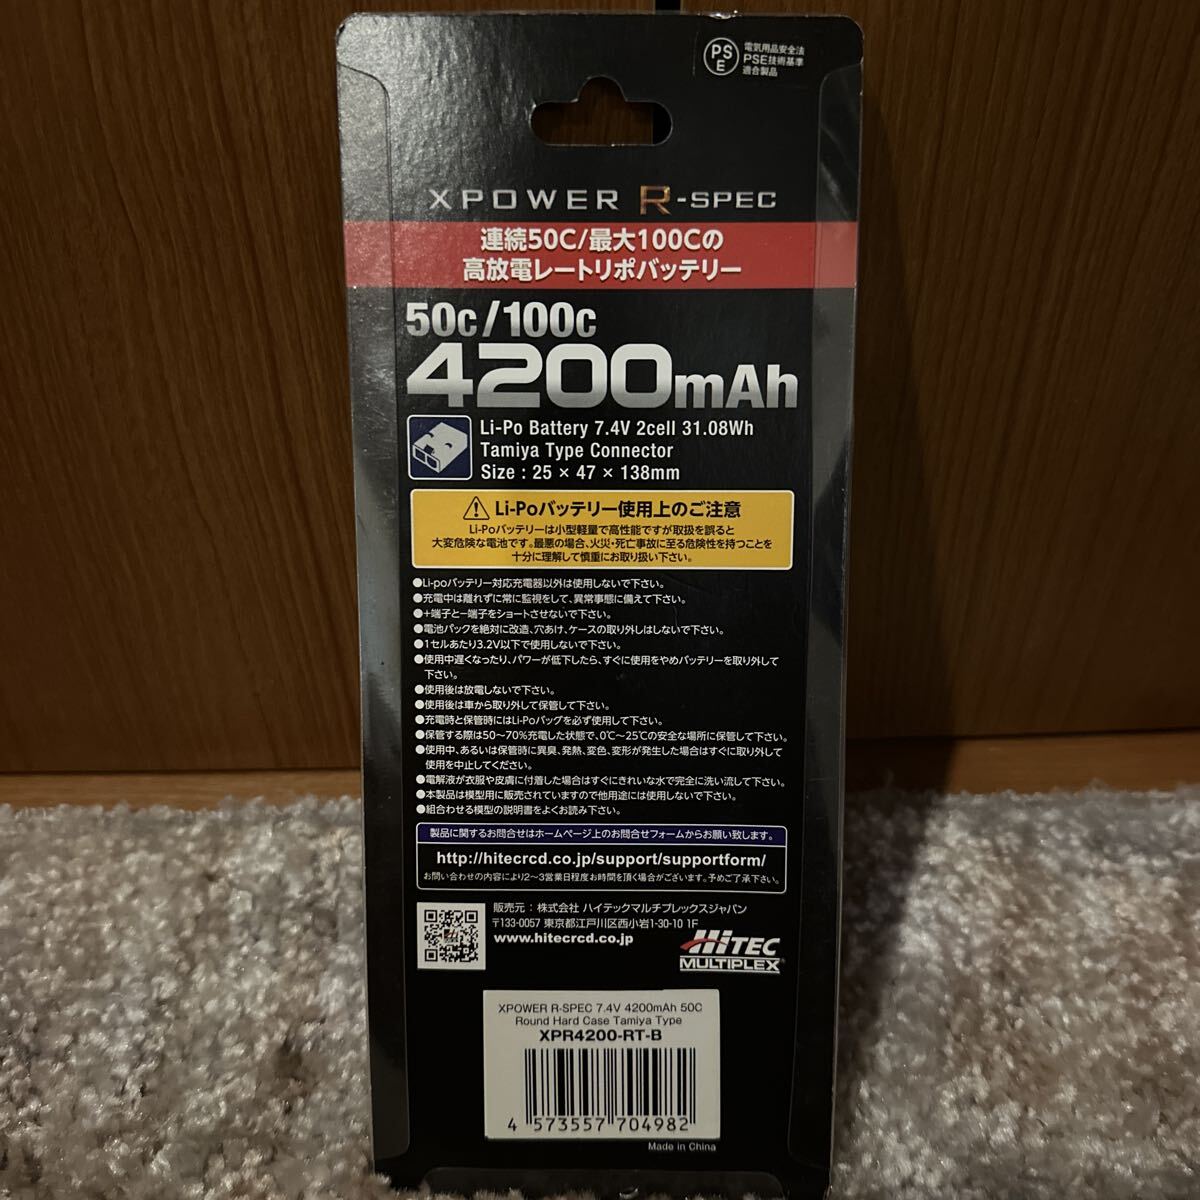 PS E
電気用品安全法
PSE技術基準
適合製品
XPOWER R-SPEC
連続50C/最大100Cの
高放電レートリポバッテリー
50C/100C
4200mAh
Li-Po Battery 7.4V 2cell 31.08Wh
Tamiya Type Connector
Size : 25 × 47 × 138mm
Li-Poバッテリー使用上のご注意
Li-Poバッテリーは小型軽量で高性能ですが取扱を誤ると
大変危険な電池です。最悪の場合、火災・死亡事故に至る危険性を持つことを
十分に理解して慎重にお取り扱い下さい。
●Li-poバッテリー対応充電器以外は使用しないで下さい。
●充電中は離れずに常に監視をして、異常事態に備えて下さい。
●+端子と−端子をショートさせないで下さい。
●電池パックを絶対に改造、穴あけ、ケースの取り外しはしないで下さい。
●1セルあたり3.2V以下で使用しないで下さい。
●使用中遅くなったり、パワーが低下したら、すぐに使用をやめバッテリーを取り外して
下さい。
●使用後は放電しないで下さい。
●使用後は車から取り外して保管して下さい。
●充電時と保管時にはLi-Poバッグを必ず使用して下さい。
●保管する際は50〜70%充電した状態で、0℃〜25℃の安全な場所に保管して下さい。
●使用中、あるいは保管時に異臭、発熱、変色、変形が発生した場合はすぐに取り外して
使用を中止してください。
●電解液が衣服や皮膚に付着した場合はすぐにきれいな水で完全に洗い流して下さい。
●本製品は模型用に販売されていますので他用途には使用しないで下さい。
●組合わせる模型の説明書をよくお読み下さい。
製品に関するお問合せはホームページ上のお問合せフォームからお願い致します。
http://hitecrcd.co.jp/support/supportform/
お問い合わせの内容により2〜3営業日程度お時間を頂く場合がございます。予めご了承下さい。
販売元：株式会社 ハイテックマルチプレックスジャパン
〒133-0057 東京都江戸川区西小岩1-30-10 1F
www.hitecrcd.co.jp
HiTEC
MULTIPLEX
XPOWER R-SPEC 7.4V 4200mAh 50C
Round Hard Case Tamiya Type
XPR4200-RT-B
4 573557 704982
Made in China